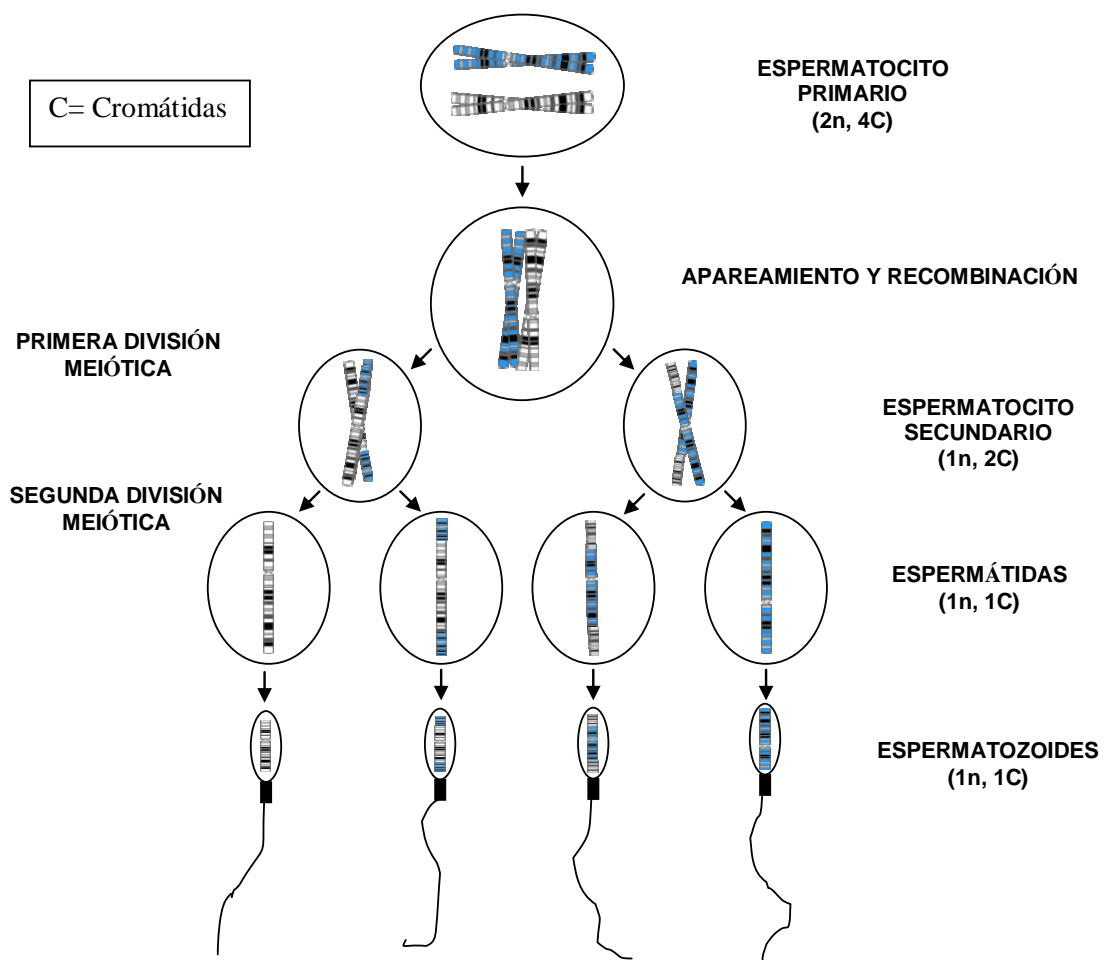 C= Cromátidas
ESPERMATOCITO
PRIMARIO
(2n, 4C)
APAREAMIENTO Y RECOMBINACIÓN
PRIMERA DIVISIÓN
MEIÓTICA
ESPERMATOCITO
SECUNDARIO
(1n, 2C)
SEGUNDA DIVISIÓN
MEIÓTICA
ESPERMÁTIDAS
(1n, 1C)
ESPERMATOZOIDES
(1n, 1C)